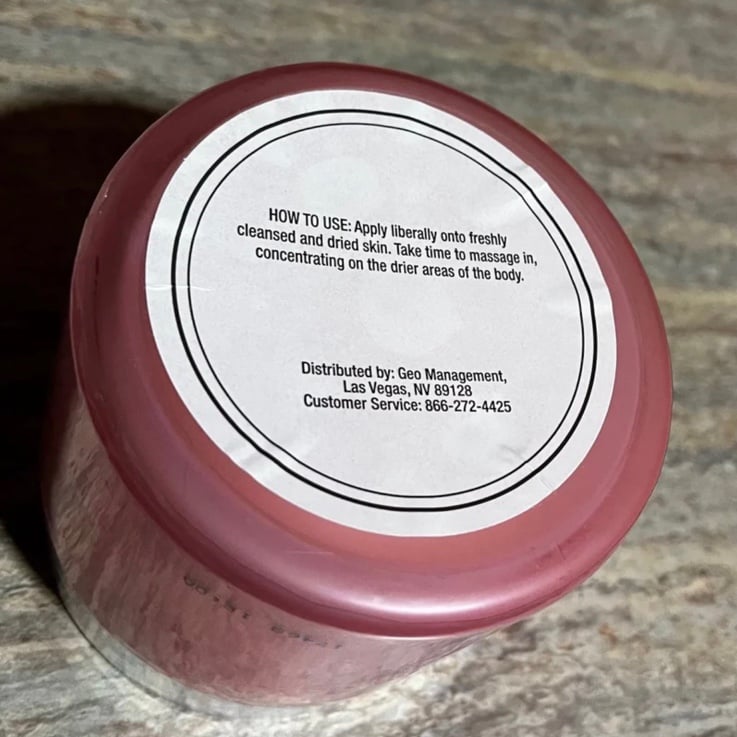 HOW TO USE: Apply liberally onto freshly
cleansed and dried skin. Take time to massage in,
concentrating on the drier areas of the body.
Distributed by: Geo Management,
Las Vegas, NV 89128
Customer Service: 866-272-4425